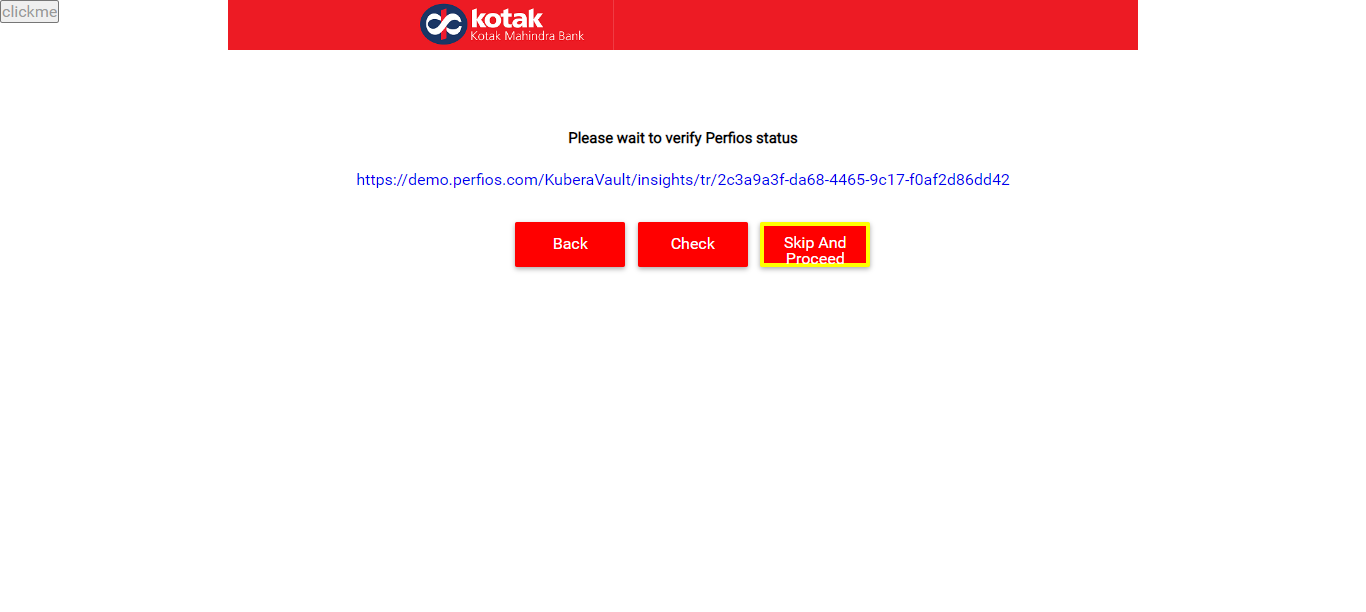 clickme
kotak
Kotak Mahindra Bank
Please wait to verify Perfios status
https://demo.perfios.com/KuberaVault/insights/tr/2c3a9a3f-da68-4465-9c17-f0af2d86dd42
Back
Check
Skip And
Proceed